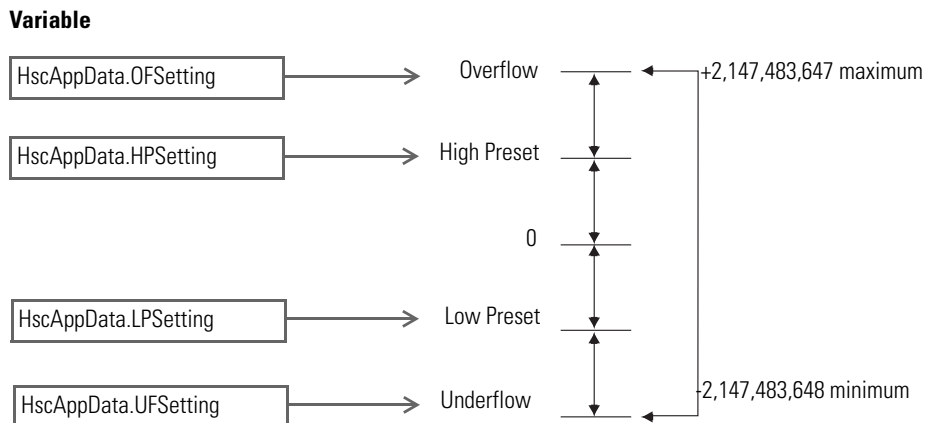 Variable
HscAppData.OFSetting
Overflow
+2,147,483,647 maximum
HscAppData.HPSetting
High Preset
0
HscAppData.LPSetting
Low Preset
-2,147,483,648 minimum
HscAppData.UFSetting
Underflow